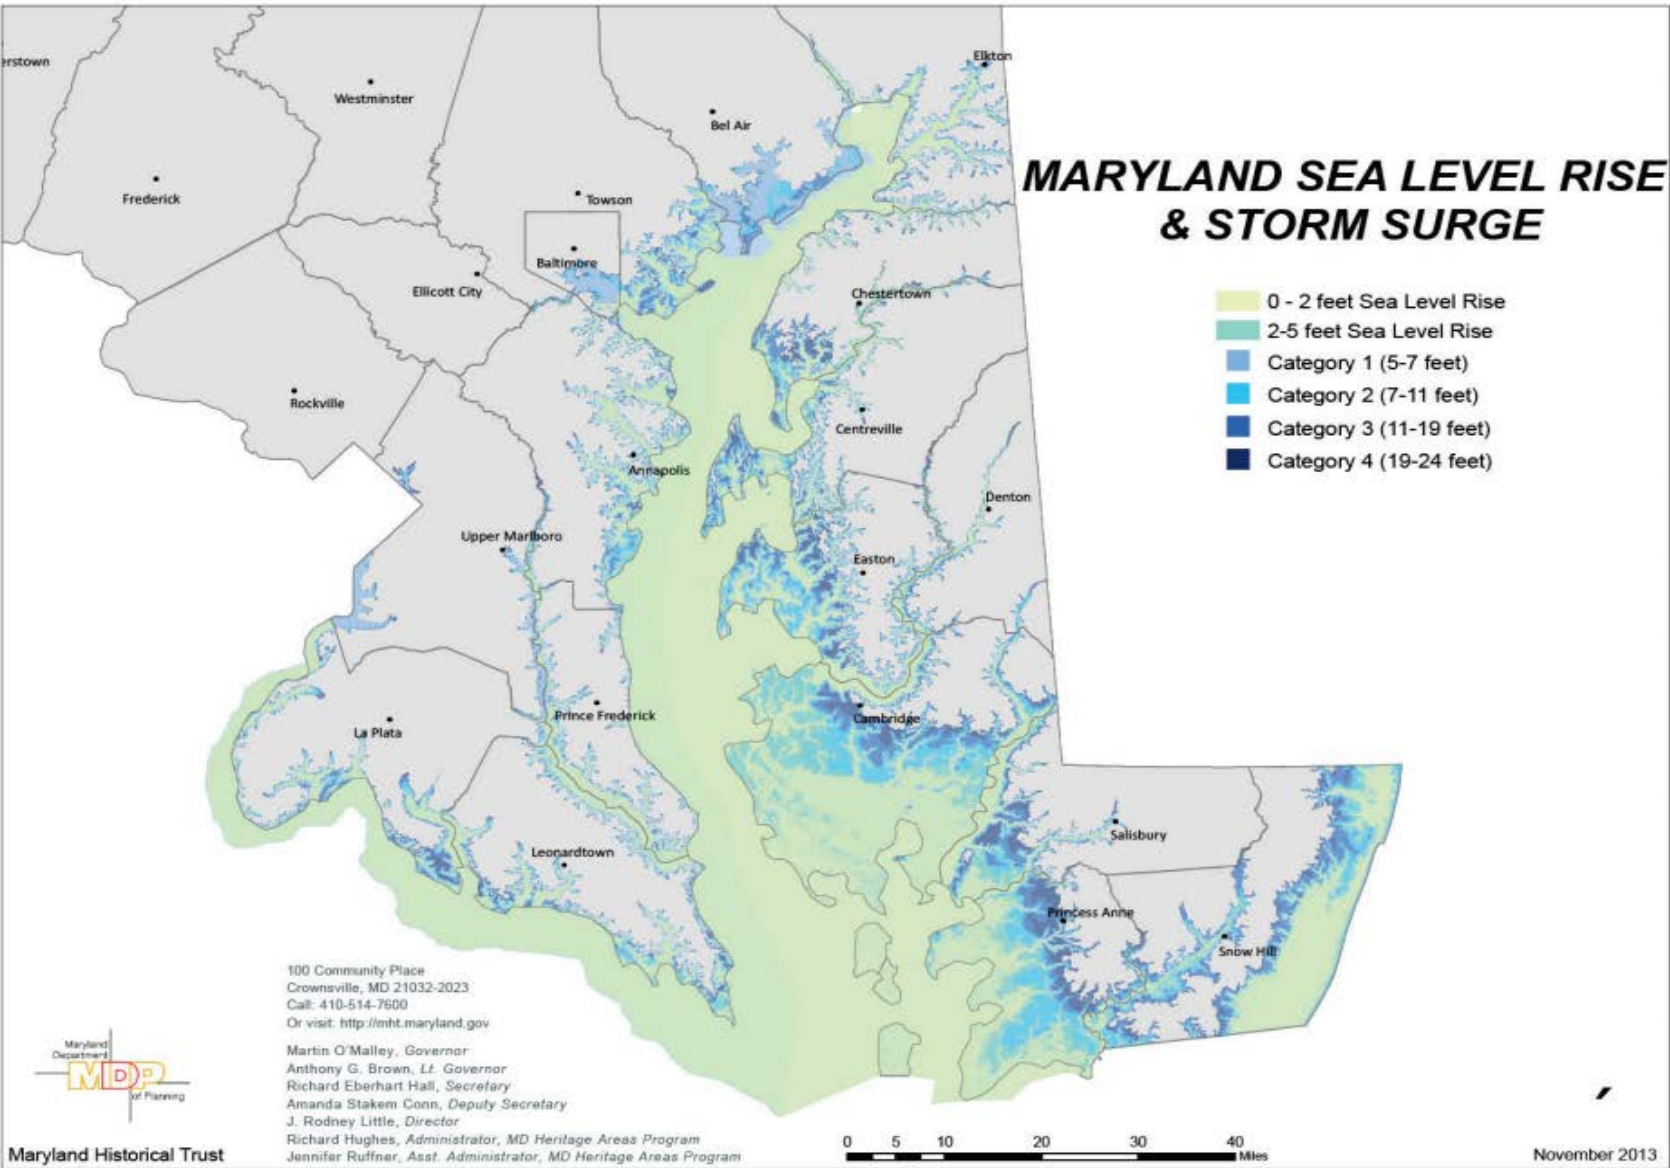 MARYLAND SEA LEVEL RISE
& STORM SURGE
0 - 2 feet Sea Level Rise
2-5 feet Sea Level Rise
Category 1 (5-7 feet)
Category 2 (7-11 feet)
Category 3 (11-19 feet)
Category 4 (19-24 feet)
erstown
Westminster
Elkton
Bel Air
Frederick
Towson
Baltimore
Ellicott City
Chestertown
Rockville
Centreville
Annapolis
Denton
Upper Marlboro
Easton
Prince Frederick
Cambridge
La Plata
Salisbury
Leonardtown
Princess Anne
Snow Hill
100 Community Place
Crownsville, MD 21032-2023
Call: 410-514-7600
Or visit: http://mht.maryland.gov
Martin O'Malley, Governor
Anthony G. Brown, Lt. Governor
Richard Eberhart Hall, Secretary
Amanda Stakem Conn, Deputy Secretary
J. Rodney Little, Director
Richard Hughes, Administrator, MD Heritage Areas Program
Jennifer Ruffner, Asst. Administrator, MD Heritage Areas Program
Maryland
Department
MDP
of Planning
Maryland Historical Trust
0 5 10 20 30 40
Miles
November 2013